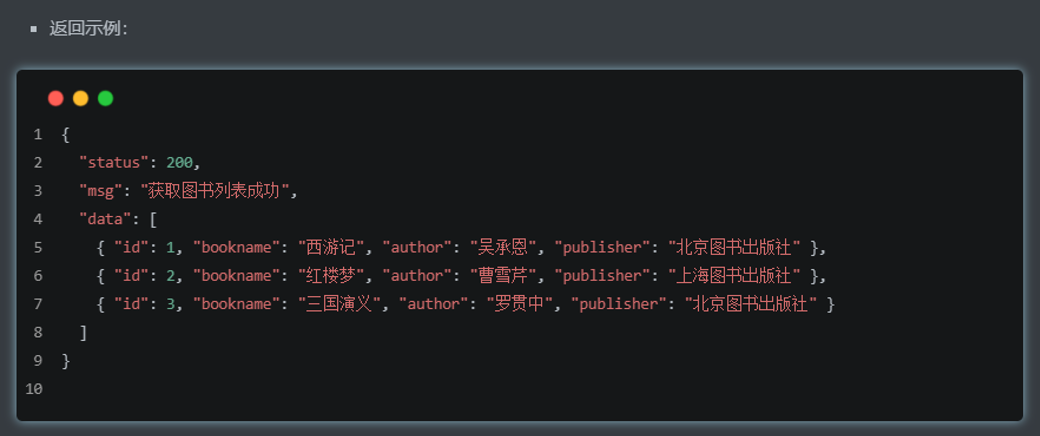 ▪ 返回示例：
1 {
2   "status": 200,
3   "msg": "获取图书列表成功",
4   "data": [
5     { "id": 1, "bookname": "西游记", "author": "吴承恩", "publisher": "北京图书出版社" },
6     { "id": 2, "bookname": "红楼梦", "author": "曹雪芹", "publisher": "上海图书出版社" },
7     { "id": 3, "bookname": "三国演义", "author": "罗贯中", "publisher": "北京图书出版社" }
8   ]
9 }
10